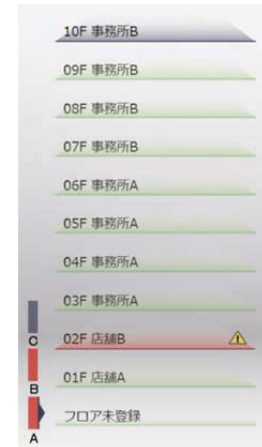 10F 事務所B
09F 事務所B
08F 事務所B
07F 事務所B
06F 事務所A
05F 事務所A
04F 事務所A
03F 事務所A
C
02F 店舗B
B
01F 店舗A
A
フロア未登録